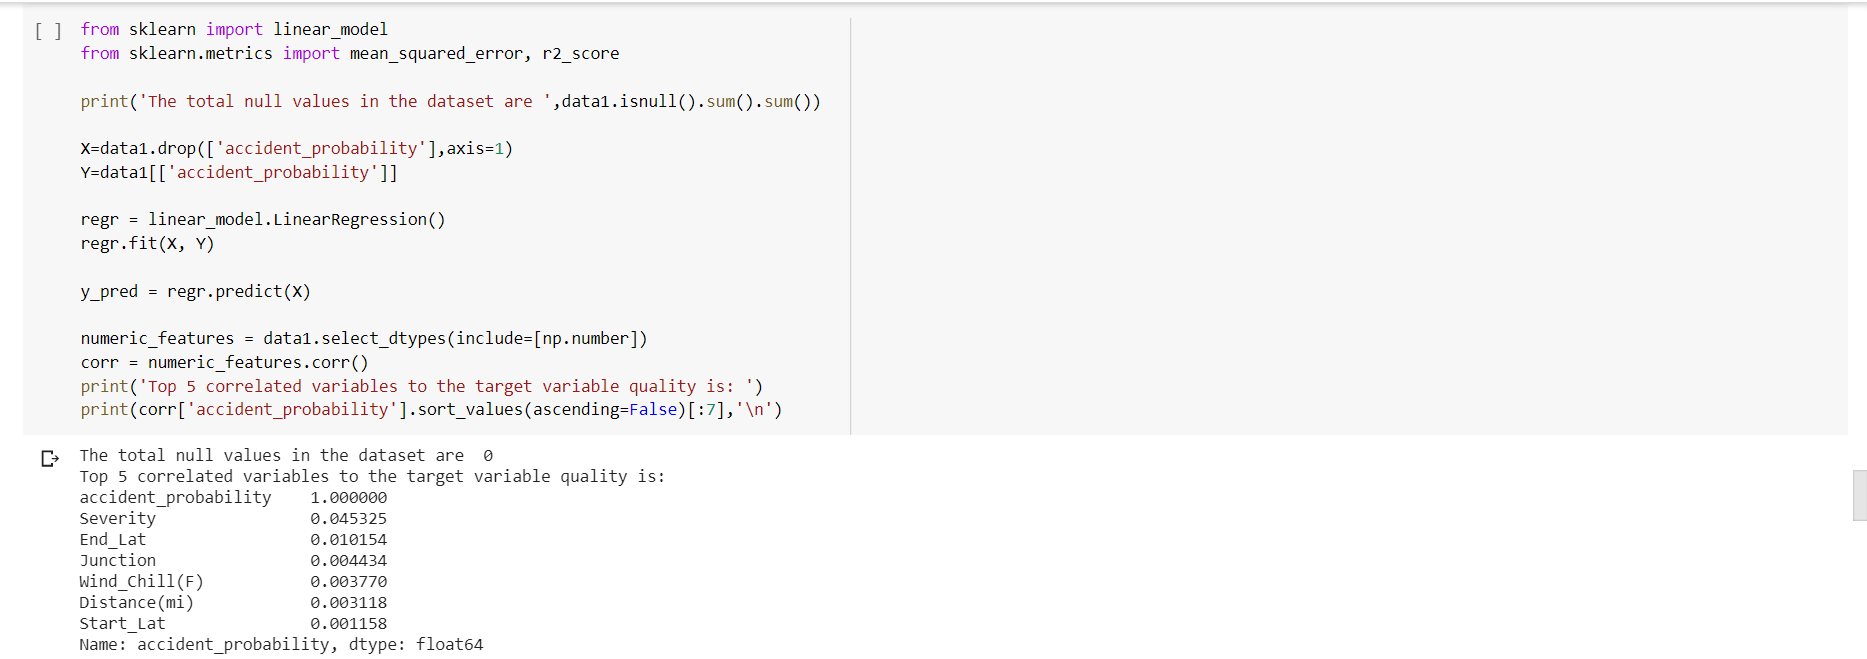 [ ] from sklearn import linear_model
from sklearn.metrics import mean_squared_error, r2_score
print('The total null values in the dataset are ',data1.isnull().sum().sum())
X=data1.drop(['accident_probability'],axis=1)
Y=data1[['accident_probability']]
regr = linear_model.LinearRegression()
regr.fit(X, Y)
y_pred = regr.predict(X)
numeric_features = data1.select_dtypes(include=[np.number])
corr = numeric_features.corr()
print('Top 5 correlated variables to the target variable quality is: ')
print(corr['accident_probability'].sort_values(ascending=False)[:7],'\n')
The total null values in the dataset are  0
Top 5 correlated variables to the target variable quality is:
accident_probability    1.000000
Severity                0.045325
End_Lat                 0.010154
Junction                0.004434
Wind_Chill(F)           0.003770
Distance(mi)            0.003118
Start_Lat               0.001158
Name: accident_probability, dtype: float64